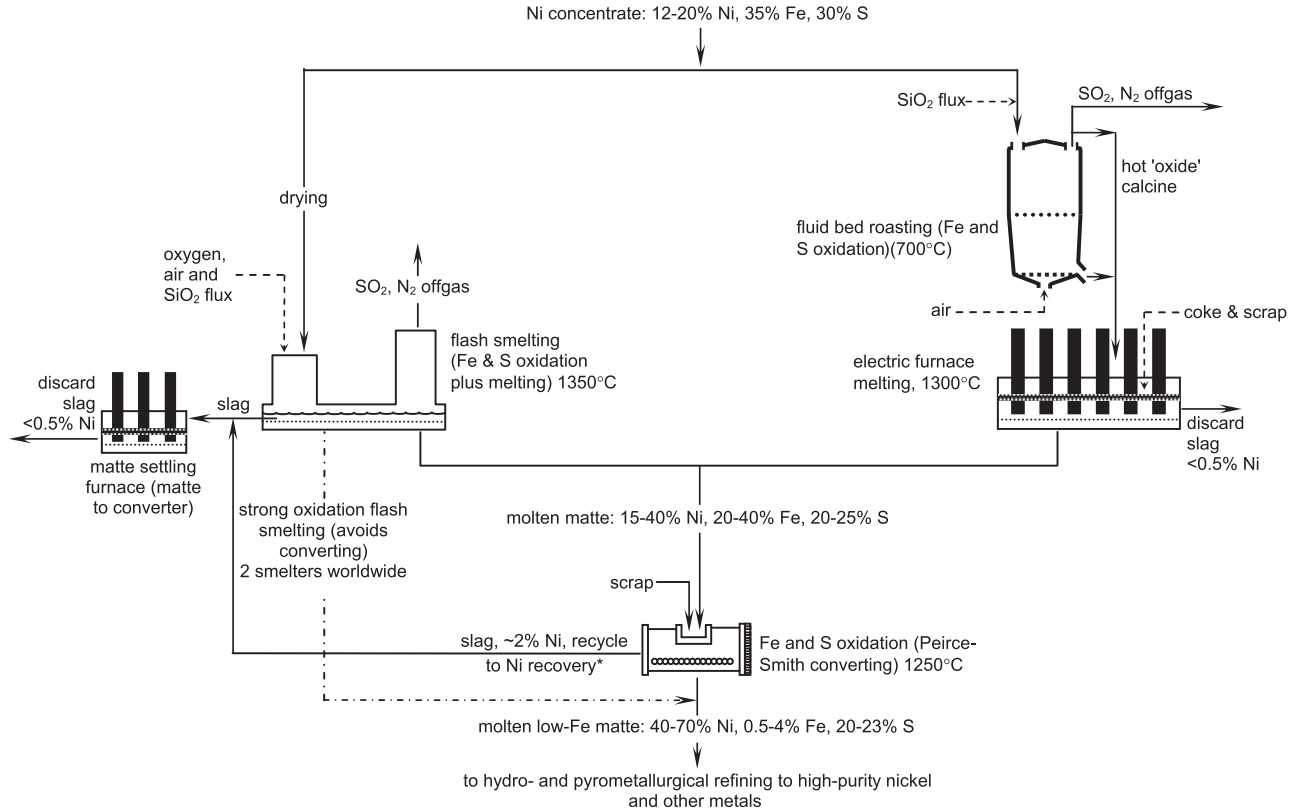 Ni concentrate: 12-20% Ni, 35% Fe, 30% S
SiO₂ flux
SO₂, N₂ offgas
hot 'oxide'
calcine
drying
fluid bed roasting (Fe and
S oxidation)(700°C)
oxygen,
air and
SiO₂ flux
SO₂, N₂ offgas
air
coke & scrap
flash smelting
(Fe & S oxidation
plus melting) 1350°C
electric furnace
melting, 1300°C
discard
slag
<0.5% Ni
slag
discard
slag
<0.5% Ni
matte settling
furnace (matte
to converter)
strong oxidation flash
smelting (avoids
converting)
2 smelters worldwide
molten matte: 15-40% Ni, 20-40% Fe, 20-25% S
scrap
slag, ~2% Ni, recycle
to Ni recovery*
Fe and S oxidation (Peirce-
Smith converting) 1250°C
molten low-Fe matte: 40-70% Ni, 0.5-4% Fe, 20-23% S
to hydro- and pyrometallurgical refining to high-purity nickel
and other metals